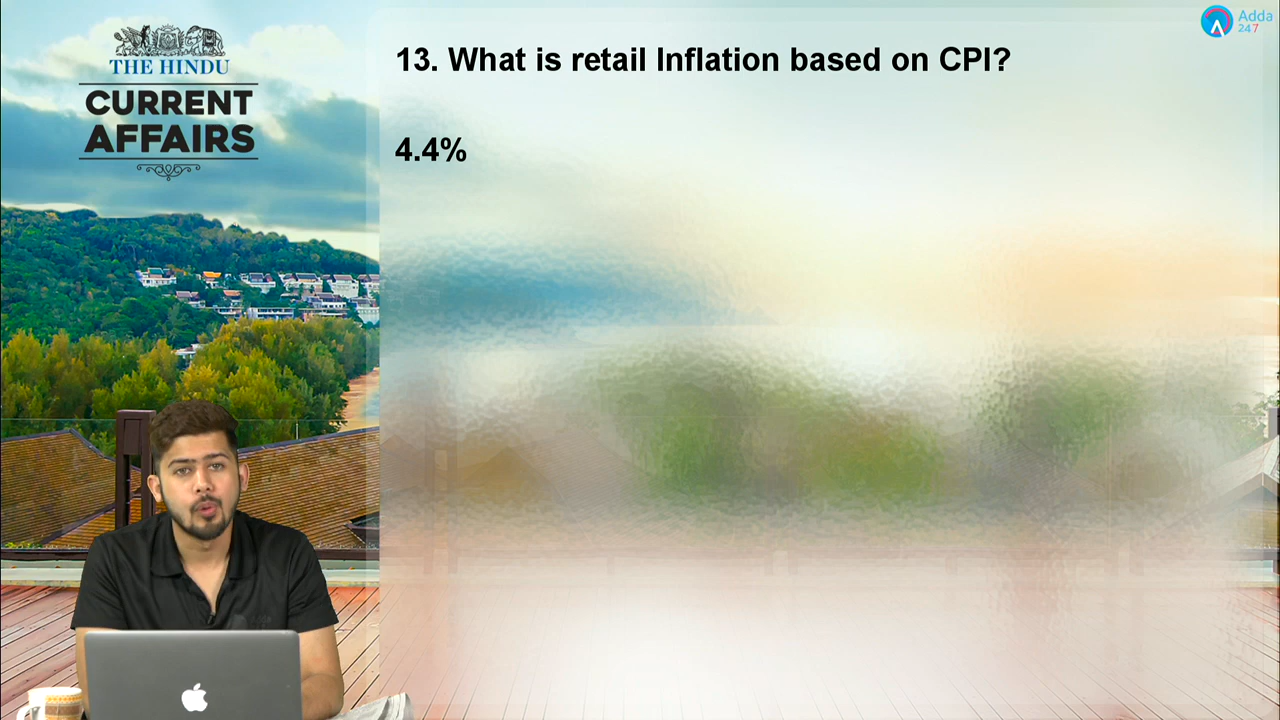 THE HINDU
CURRENT
AFFAIRS
13. What is retail Inflation based on CPI?
4.4%
Adda
247